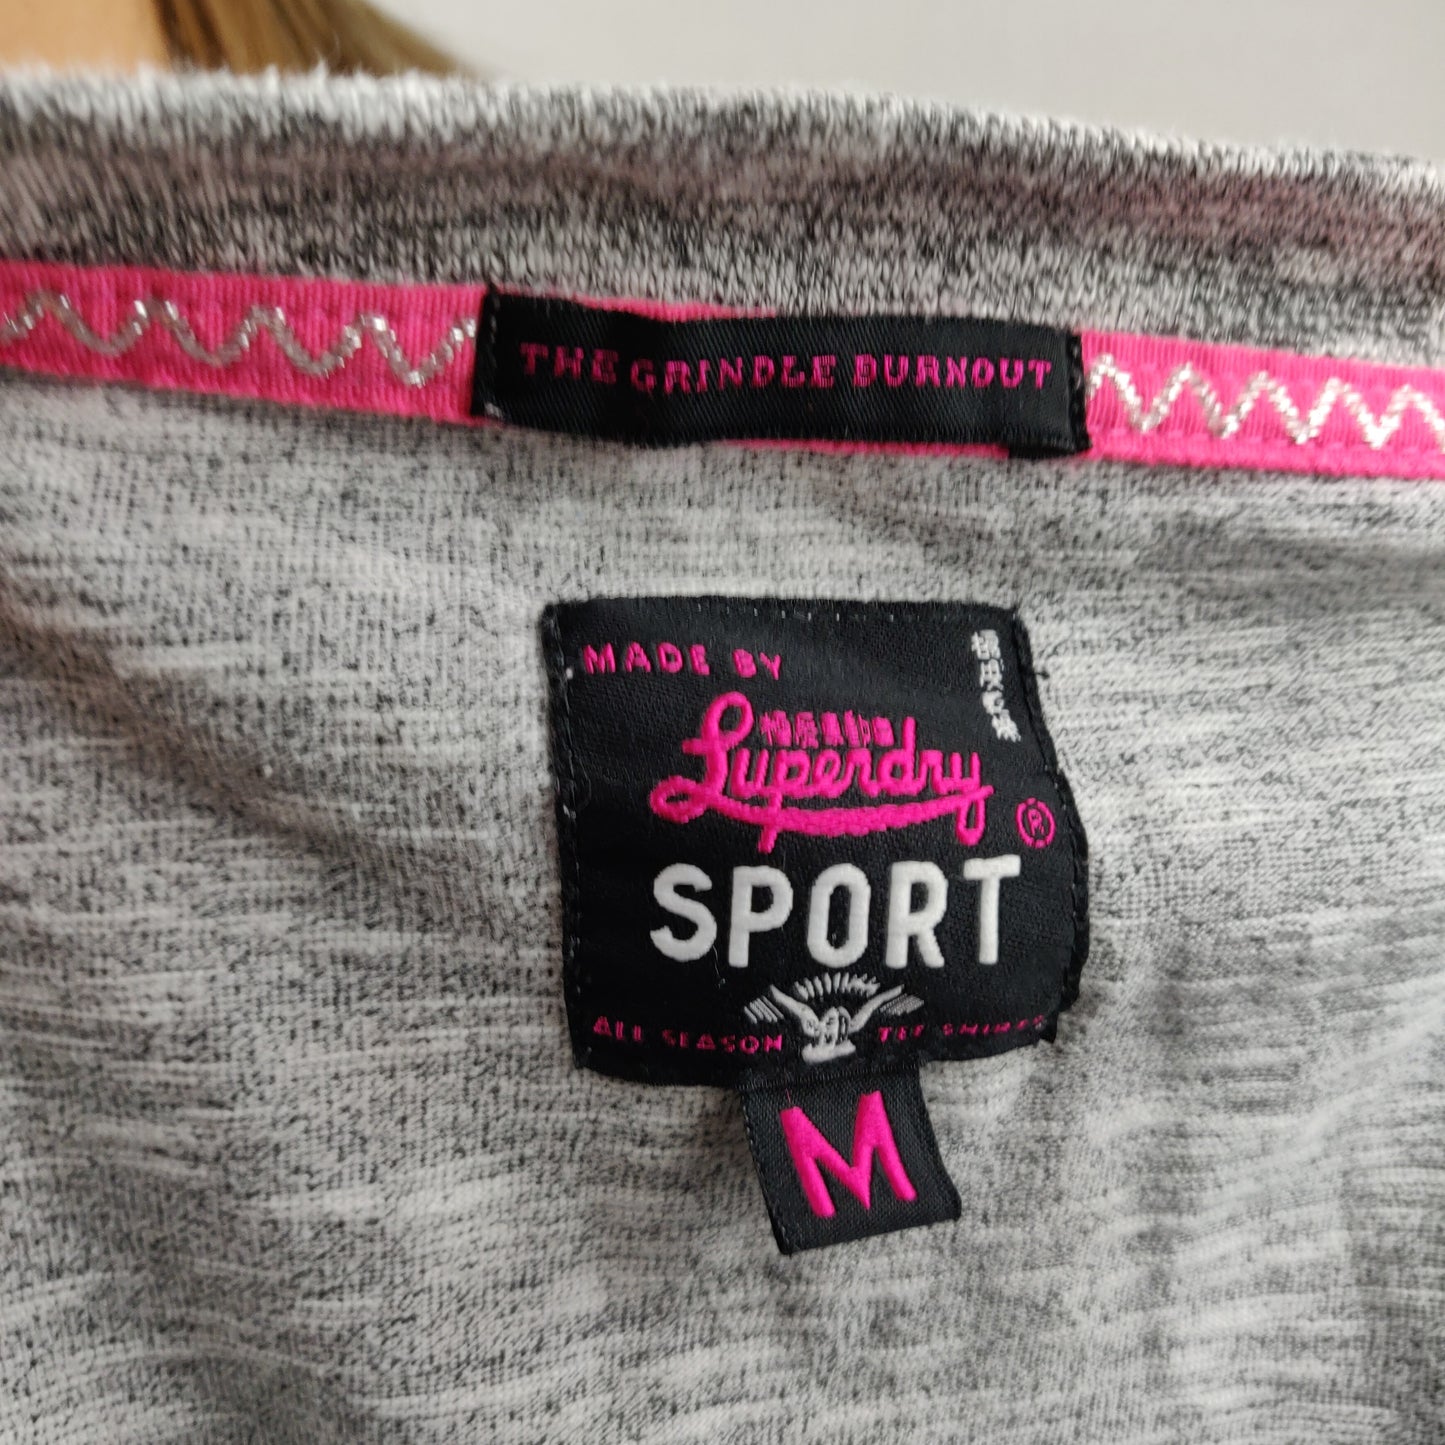 THE GRINDLE BURNOUT
MADE BY
Superdry
®
SPORT
ALL SEASON TEE SHIRTS
M